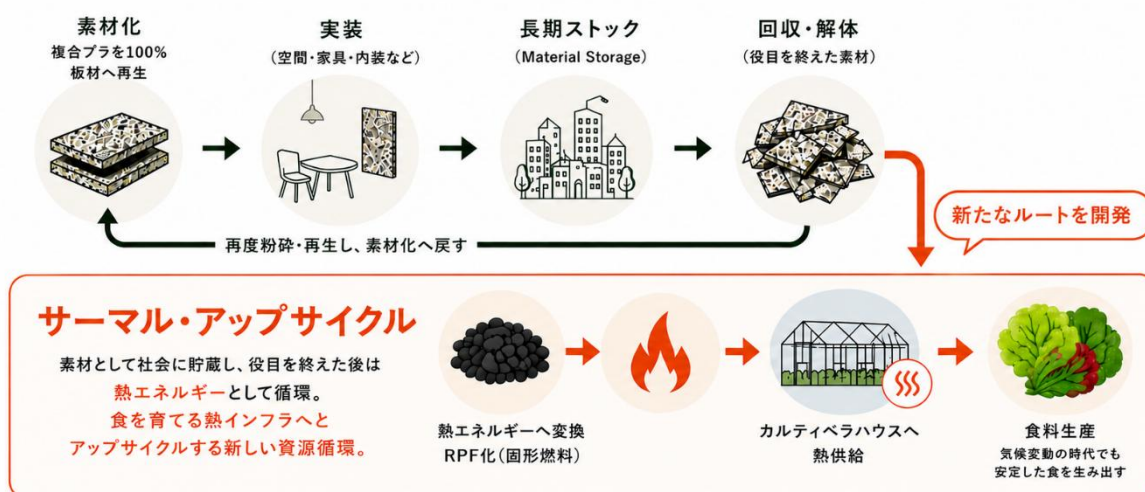 素材化
複合プラを100%
板材へ再生
実装
(空間・家具・内装など)
長期ストック
(Material Storage)
回収・解体
(役目を終えた素材)
新たなルートを開発
再度粉砕・再生し、素材化へ戻す
サーマル・アップサイクル
素材として社会に貯蔵し、役目を終えた後は
熱エネルギーとして循環。
食を育てる熱インフラへと
アップサイクルする新しい資源循環。
熱エネルギーへ変換
RPF化(固形燃料)
カルティベラハウスへ
熱供給
食料生産
気候変動の時代でも
安定した食を生み出す